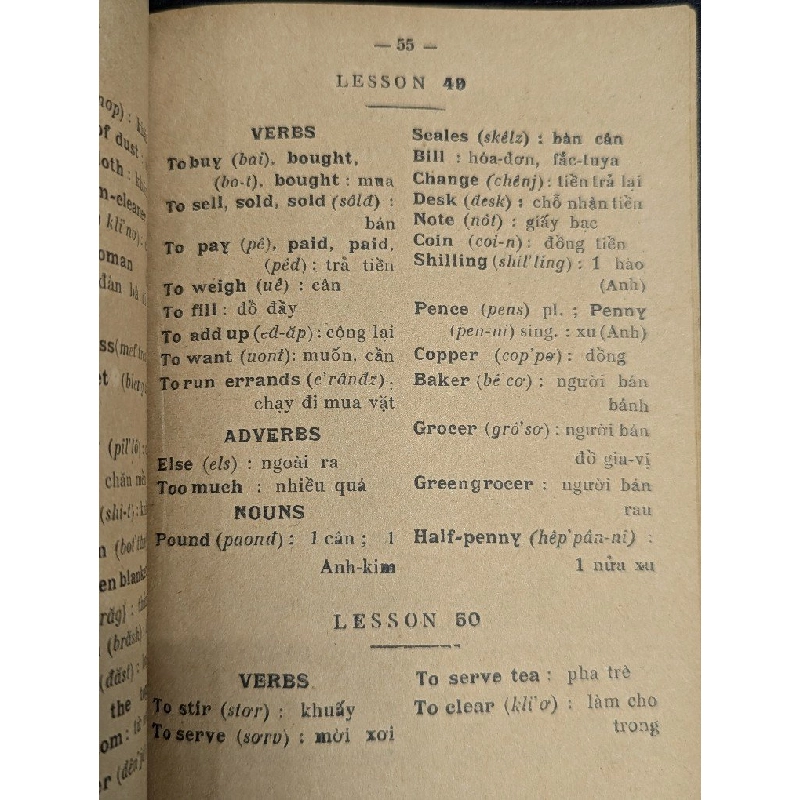 — 55 —
LESSON 49
VERBS
To buy (bai), bought,
(bo-t), bought : mua
To sell, sold, sold (sôld) :
bán
To pay (pê), paid, paid,
(pêd) : trả tiền
To weigh (uê) : cân
To fill : đồ đầy
To add up (ed-ăp) : cộng lại
To want (uont) : muốn, cần
To run errands (e'rândz),
chạy đi mua vặt
ADVERBS
Else (els) : ngoài ra
Too much : nhiều quá
NOUNS
Pound (paond) : 1 cân ; 1
Anh-kim
Scales (skêlz) : bàn cân
Bill : hóa-đơn, fắc-tuya
Change (chênj) : tiền trả lại
Desk (desk) : chỗ nhận tiền
Note (nôt) : giấy bạc
Coin (coi-n) : đồng tiền
Shilling (shil'ling) : 1 hào
(Anh)
Pence (pens) pl. ; Penny
(pen-ni) sing. : xu (Anh)
Copper (cop'pơ) : đồng
Baker (bê cơ) : người bán
bánh
Grocer (grô'sơ) : người bán
đồ gia-vị
Greengrocer : người bán
rau
Half-penny (hêp'pân-ni) :
1 nửa xu
LESSON 50
VERBS
To stir (stơr) : khuấy
To serve (sơrv) : mời xơi
To serve tea : pha trè
To clear (kli'ơ) : làm cho
trong